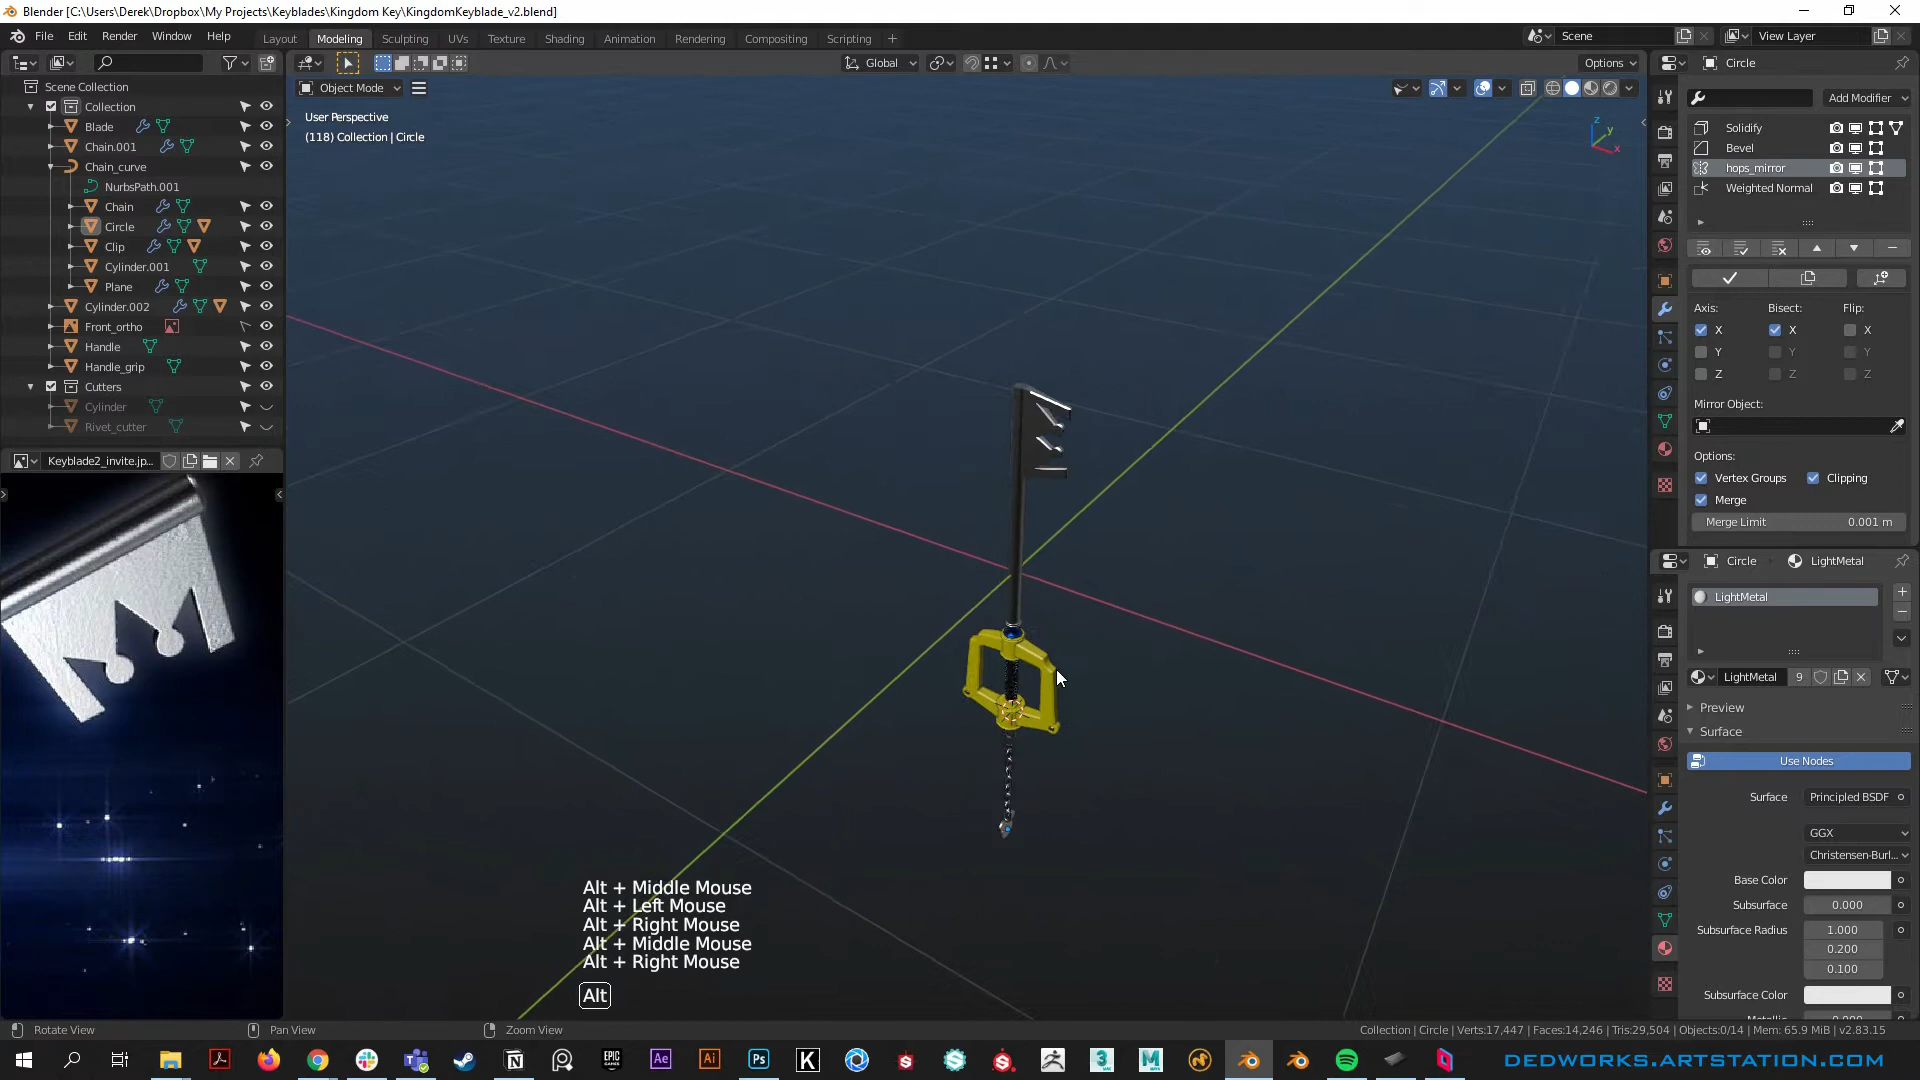 Blender [C:\Users\Derek\Dropbox\My Projects\Keyblades\Kingdom Key\KingdomKeyblade_v2.blend]
File Edit Render Window Help
Layout Modeling Sculpting UVs Texture Shading Animation Rendering Compositing Scripting +
Scene
View Layer
Global
Options
Circle
Scene Collection
Object Mode
Add Modifier
Collection
User Perspective
(118) Collection | Circle
Blade
Chain.001
Chain_curve
NurbsPath.001
Chain
Circle
Clip
Cylinder.001
Plane
Cylinder.002
Front_ortho
Handle
Handle_grip
Cutters
Cylinder
Rivet_cutter
z
y
x
Solidify
Bevel
hops_mirror
Weighted Normal
Axis: Bisect: Flip:
X X X
Y Y Y
Z Z Z
Mirror Object:
Options:
Vertex Groups Clipping
Merge
Merge Limit 0.001 m
Keyblade2_invite.jp...
Circle LightMetal
LightMetal
LightMetal 9
Preview
Surface
Use Nodes
Surface Principled BSDF
GGX
Christensen-Burl...
Base Color
Subsurface 0.000
Subsurface Radius 1.000
0.200
0.100
Subsurface Color
Alt + Middle Mouse
Alt + Left Mouse
Alt + Right Mouse
Alt + Middle Mouse
Alt + Right Mouse
Alt
Rotate View Pan View Zoom View
Collection | Circle | Verts:17,447 | Faces:14,246 | Tris:29,504 | Objects:0/14 | Mem: 65.9 MiB | v2.83.15
Ae Ai Ps K
DEDWORKS.ARTSTATION.COM